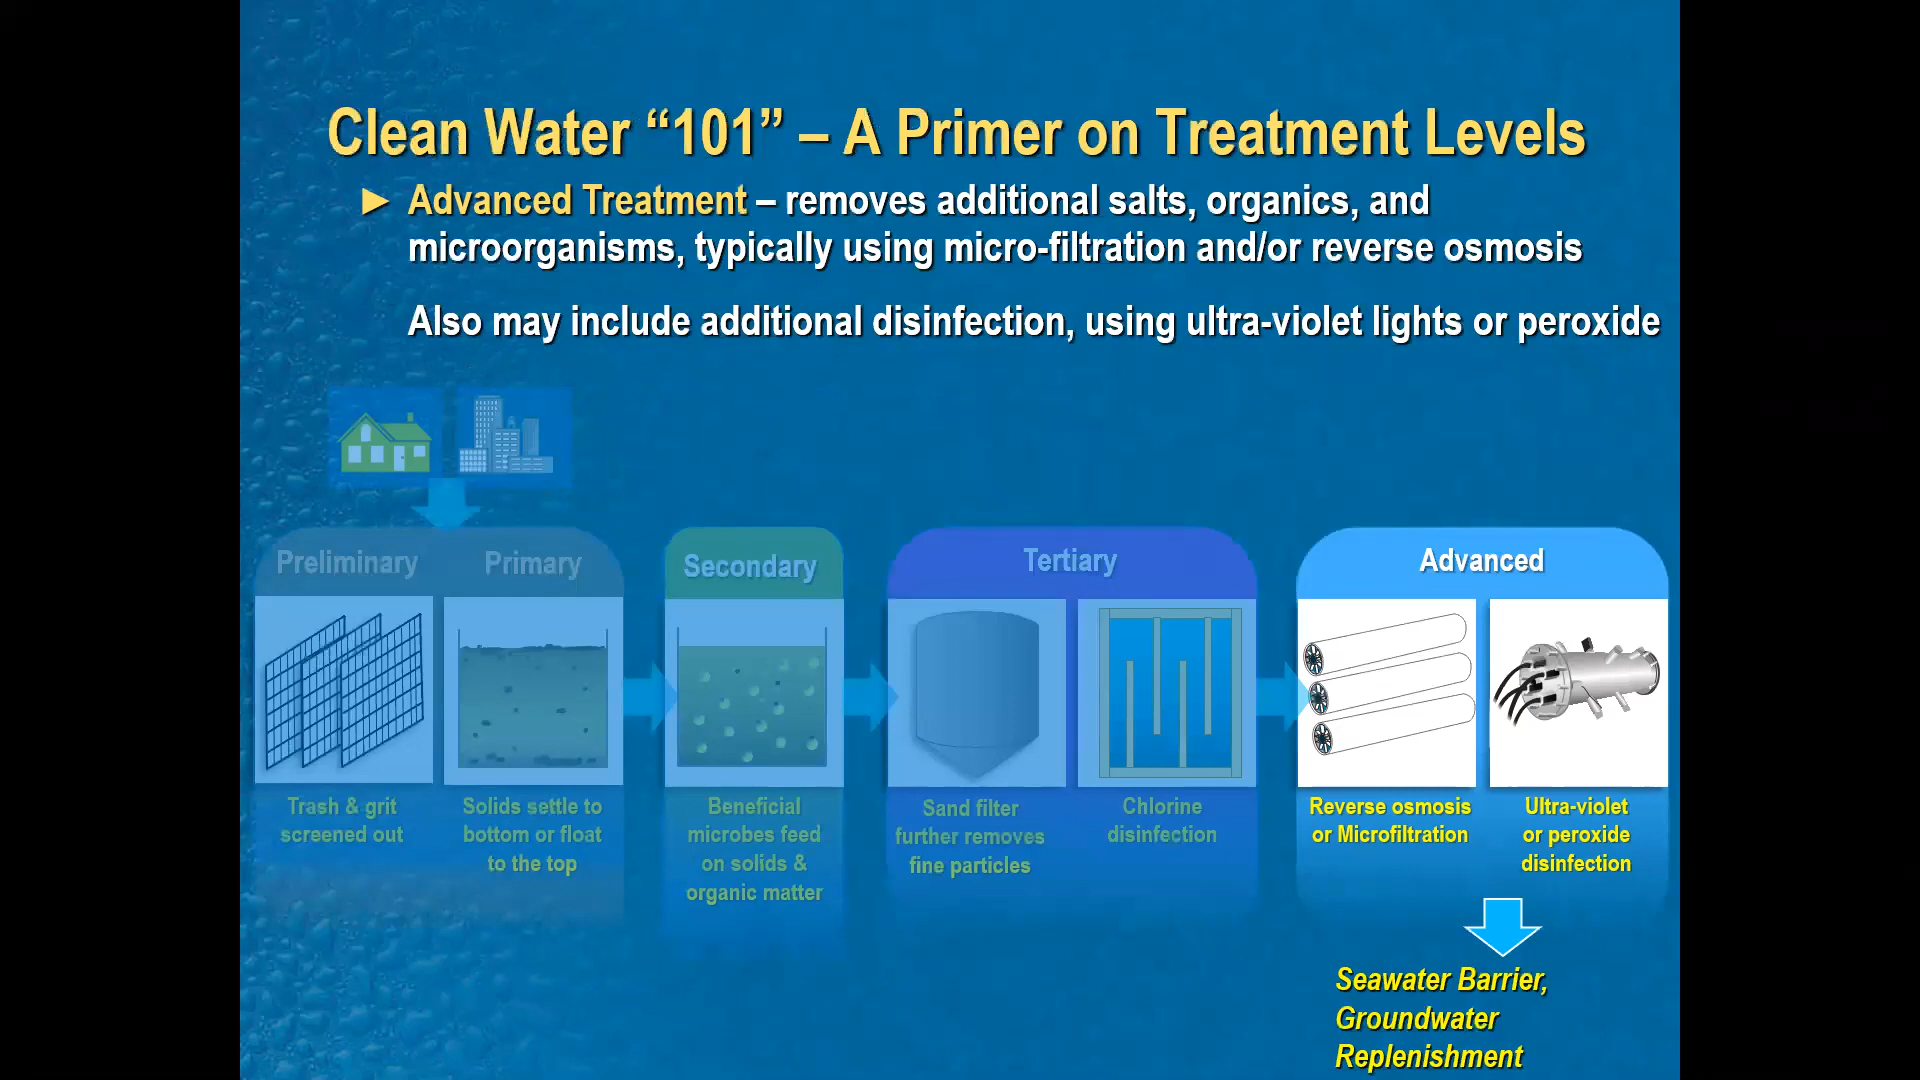 Clean Water “101” – A Primer on Treatment Levels
► Advanced Treatment – removes additional salts, organics, and
microorganisms, typically using micro-filtration and/or reverse osmosis
Also may include additional disinfection, using ultra-violet lights or peroxide
Preliminary
Primary
Secondary
Tertiary
Advanced
Trash & grit
screened out
Solids settle to
bottom or float
to the top
Beneficial
microbes feed
on solids &
organic matter
Sand filter
further removes
fine particles
Chlorine
disinfection
Reverse osmosis
or Microfiltration
Ultra-violet
or peroxide
disinfection
Seawater Barrier,
Groundwater
Replenishment